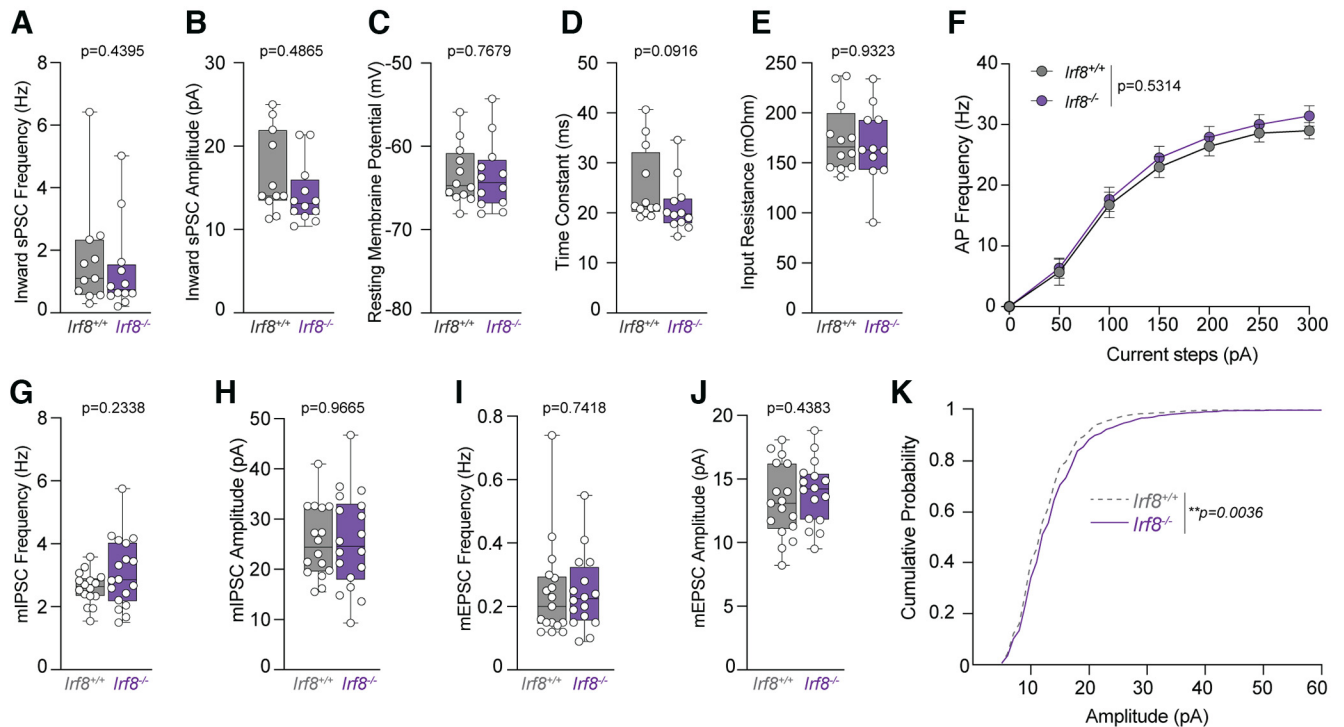 A
p=0.4395
Inward sPSC Frequency (Hz)
8
6
4
2
0
Irf8+/+ Irf8-/-
B
p=0.4865
Inward sPSC Amplitude (pA)
30
20
10
0
Irf8+/+ Irf8-/-
C
p=0.7679
Resting Membraine Potential (mV)
-50
-60
-70
-80
Irf8+/+ Irf8-/-
D
p=0.0916
Time Constant (ms)
50
40
30
20
10
0
Irf8+/+ Irf8-/-
E
p=0.9323
Input Resistance (mOhm)
250
200
150
100
50
0
Irf8+/+ Irf8-/-
F
AP Frequency (Hz)
40
30
20
10
0
Irf8+/+
Irf8-/-
p=0.5314
0 50 100 150 200 250 300
Current steps (pA)
G
p=0.2338
mIPSC Frequency (Hz)
8
6
4
2
0
Irf8+/+ Irf8-/-
H
p=0.9665
mIPSC Amplitude (pA)
50
40
30
20
10
0
Irf8+/+ Irf8-/-
I
p=0.7418
mEPSC Frequency (Hz)
0.8
0.6
0.4
0.2
0
Irf8+/+ Irf8-/-
J
p=0.4383
mEPSC Amplitude (pA)
20
15
10
5
0
Irf8+/+ Irf8-/-
K
Cumulative Probability
1
0.8
0.6
0.4
0.2
0
Irf8+/+
Irf8-/-
**p=0.0036
10 20 30 40 50 60
Amplitude (pA)